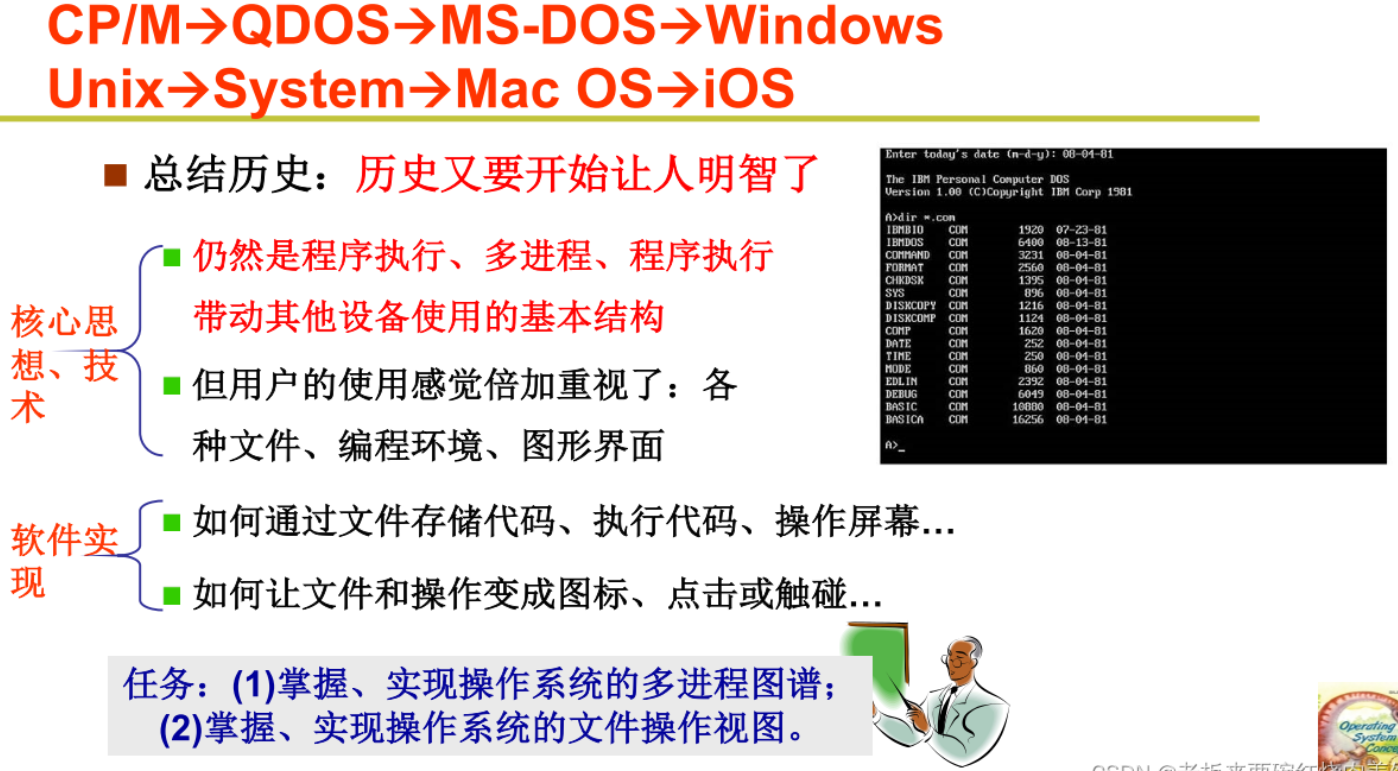 CP/M→QDOS→MS-DOS→Windows
Unix→System→Mac OS→iOS
总结历史：历史又要开始让人明智了
核心思
想、技
术
仍然是程序执行、多进程、程序执行
带动其他设备使用的基本结构
但用户的使用感觉倍加重视了：各
种文件、编程环境、图形界面
软件实
现
如何通过文件存储代码、执行代码、操作屏幕…
如何让文件和操作变成图标、点击或触碰…
任务：(1)掌握、实现操作系统的多进程图谱；
(2)掌握、实现操作系统的文件操作视图。
Enter today's date (m-d-y): 08-04-81
The IBM Personal Computer DOS
Version 1.00 (C)Copyright IBM Corp 1981
A>dir *.com
IBMBIO COM 1920 07-23-81
IBMDOS COM 6400 08-13-81
COMMAND COM 3231 08-04-81
FORMAT COM 2560 08-04-81
CHKDSK COM 1395 08-04-81
SYS COM 896 08-04-81
DISKCOPY COM 1216 08-04-81
DISKCOMP COM 1124 08-04-81
COMP COM 1620 08-04-81
DATE COM 252 08-04-81
TIME COM 250 08-04-81
MODE COM 860 08-04-81
EDLIN COM 2392 08-04-81
DEBUG COM 6049 08-04-81
BASIC COM 10880 08-04-81
BASICA COM 16256 08-04-81
A>_
Operating
System